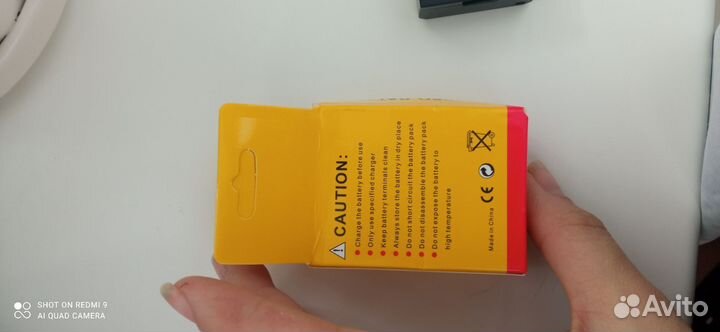 CAUTION:
Charge the battery before use
Only use specified charger
Keep battery terminals clean
Always store the battery in dry place
Do not short circuit the battery pack
Do not disassemble the battery pack
Do not expose the battery to
high temperature
CE
Made in China
SHOT ON REDMI 9
AI QUAD CAMERA
Avito